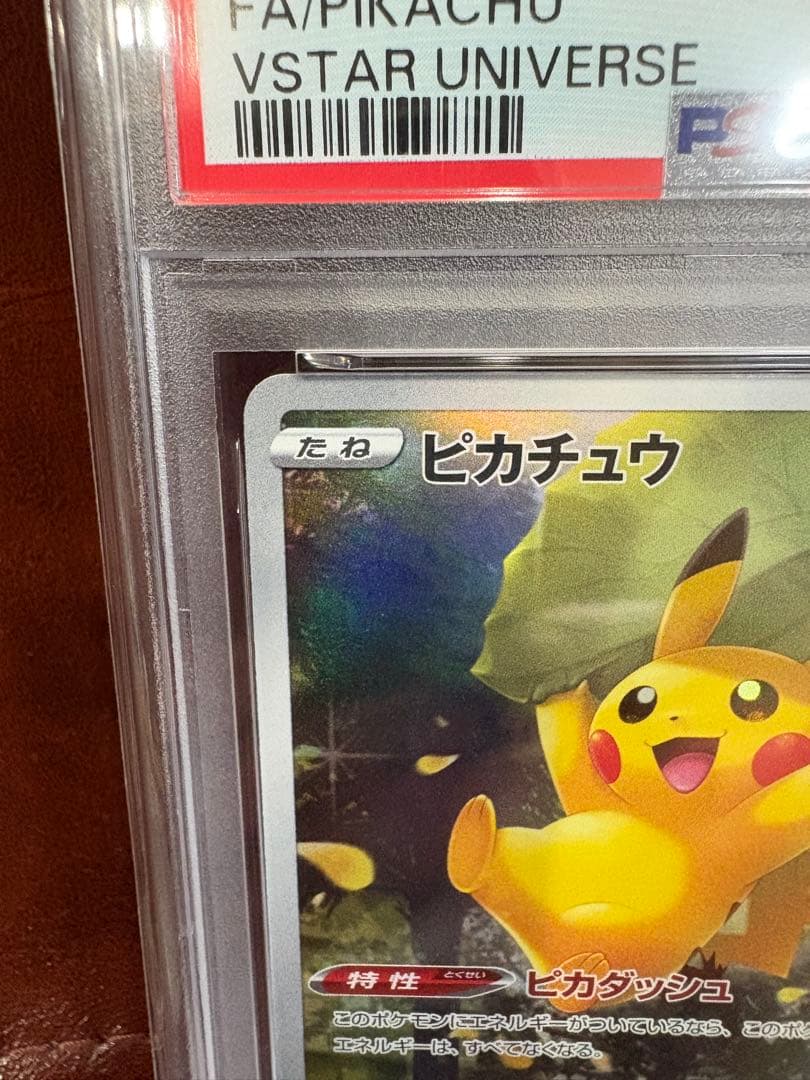 FA/PIKACHU
VSTAR UNIVERSE
PS
たね
ピカチュウ
特性
とくせい
ピカダッシュ
このポケモンにエネルギーがついているなら、このポ
エネルギーは、すべてなくなる。